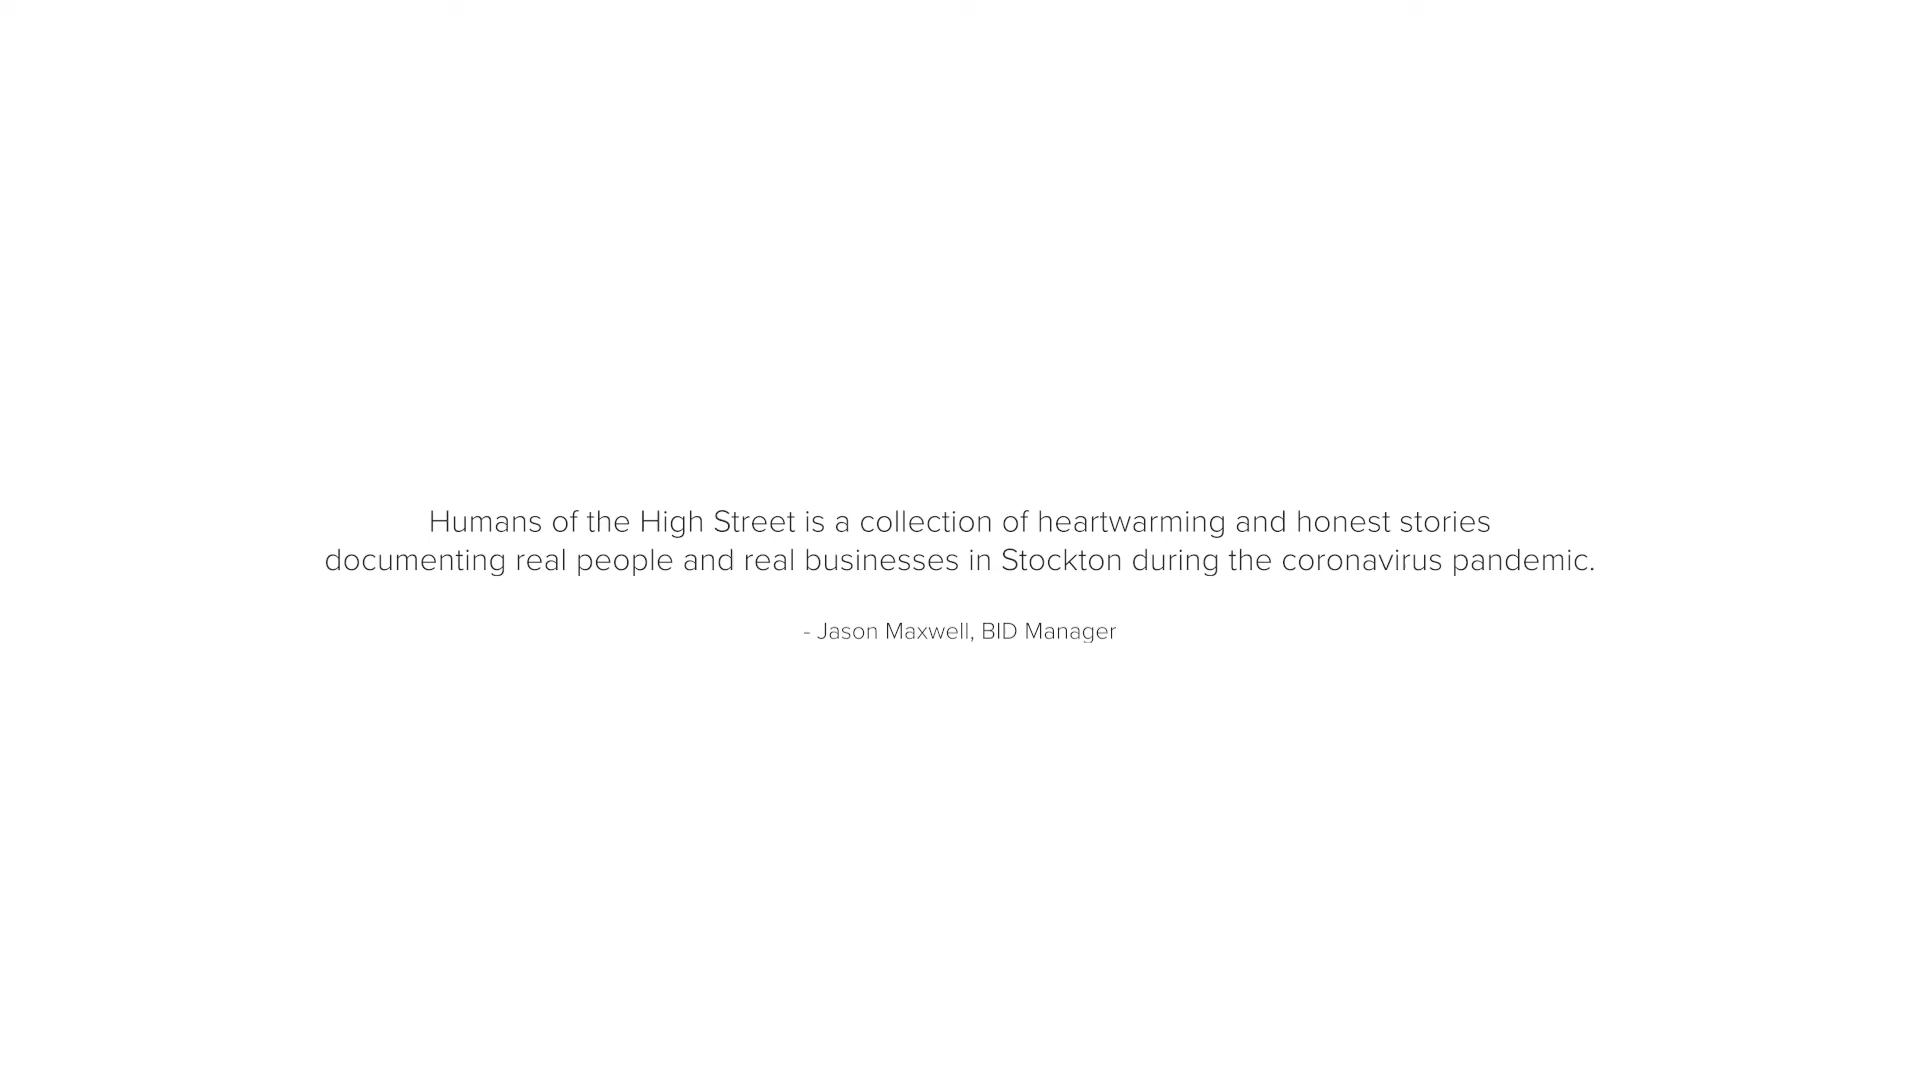 Humans of the High Street is a collection of heartwarming and honest stories
documenting real people and real businesses in Stockton during the coronavirus pandemic.
- Jason Maxwell, BID Manager